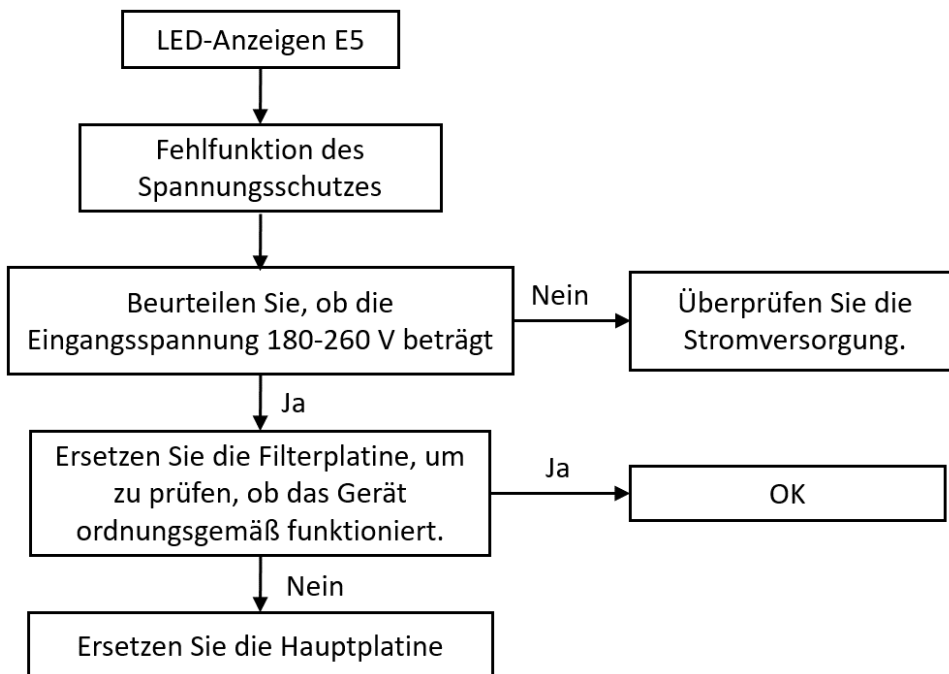 LED-Anzeigen E5
Fehlfunktion des
Spannungsschutzes
Beurteilen Sie, ob die
Eingangsspannung 180-260 V beträgt
Nein
Überprüfen Sie die
Stromversorgung.
Ja
Ersetzen Sie die Filterplatine, um
zu prüfen, ob das Gerät
ordnungsgemäß funktioniert.
Ja
OK
Nein
Ersetzen Sie die Hauptplatine